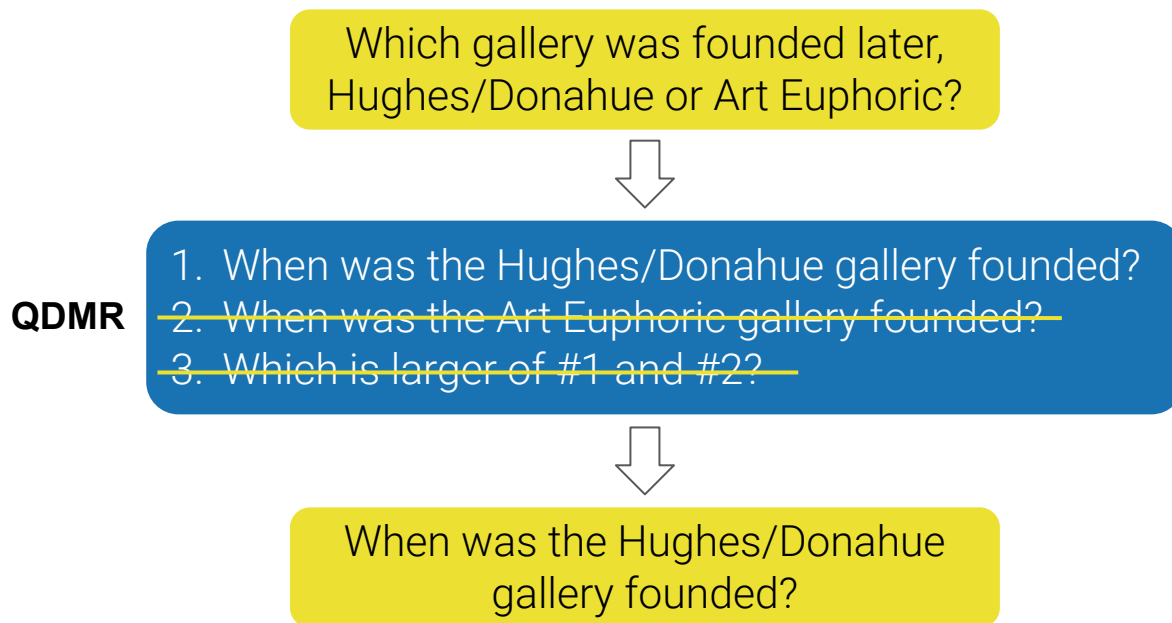 Which gallery was founded later,
Hughes/Donahue or Art Euphoric?
QDMR
1. When was the Hughes/Donahue gallery founded?
2. When was the Art Euphoric gallery founded?
3. Which is larger of #1 and #2?
When was the Hughes/Donahue
gallery founded?